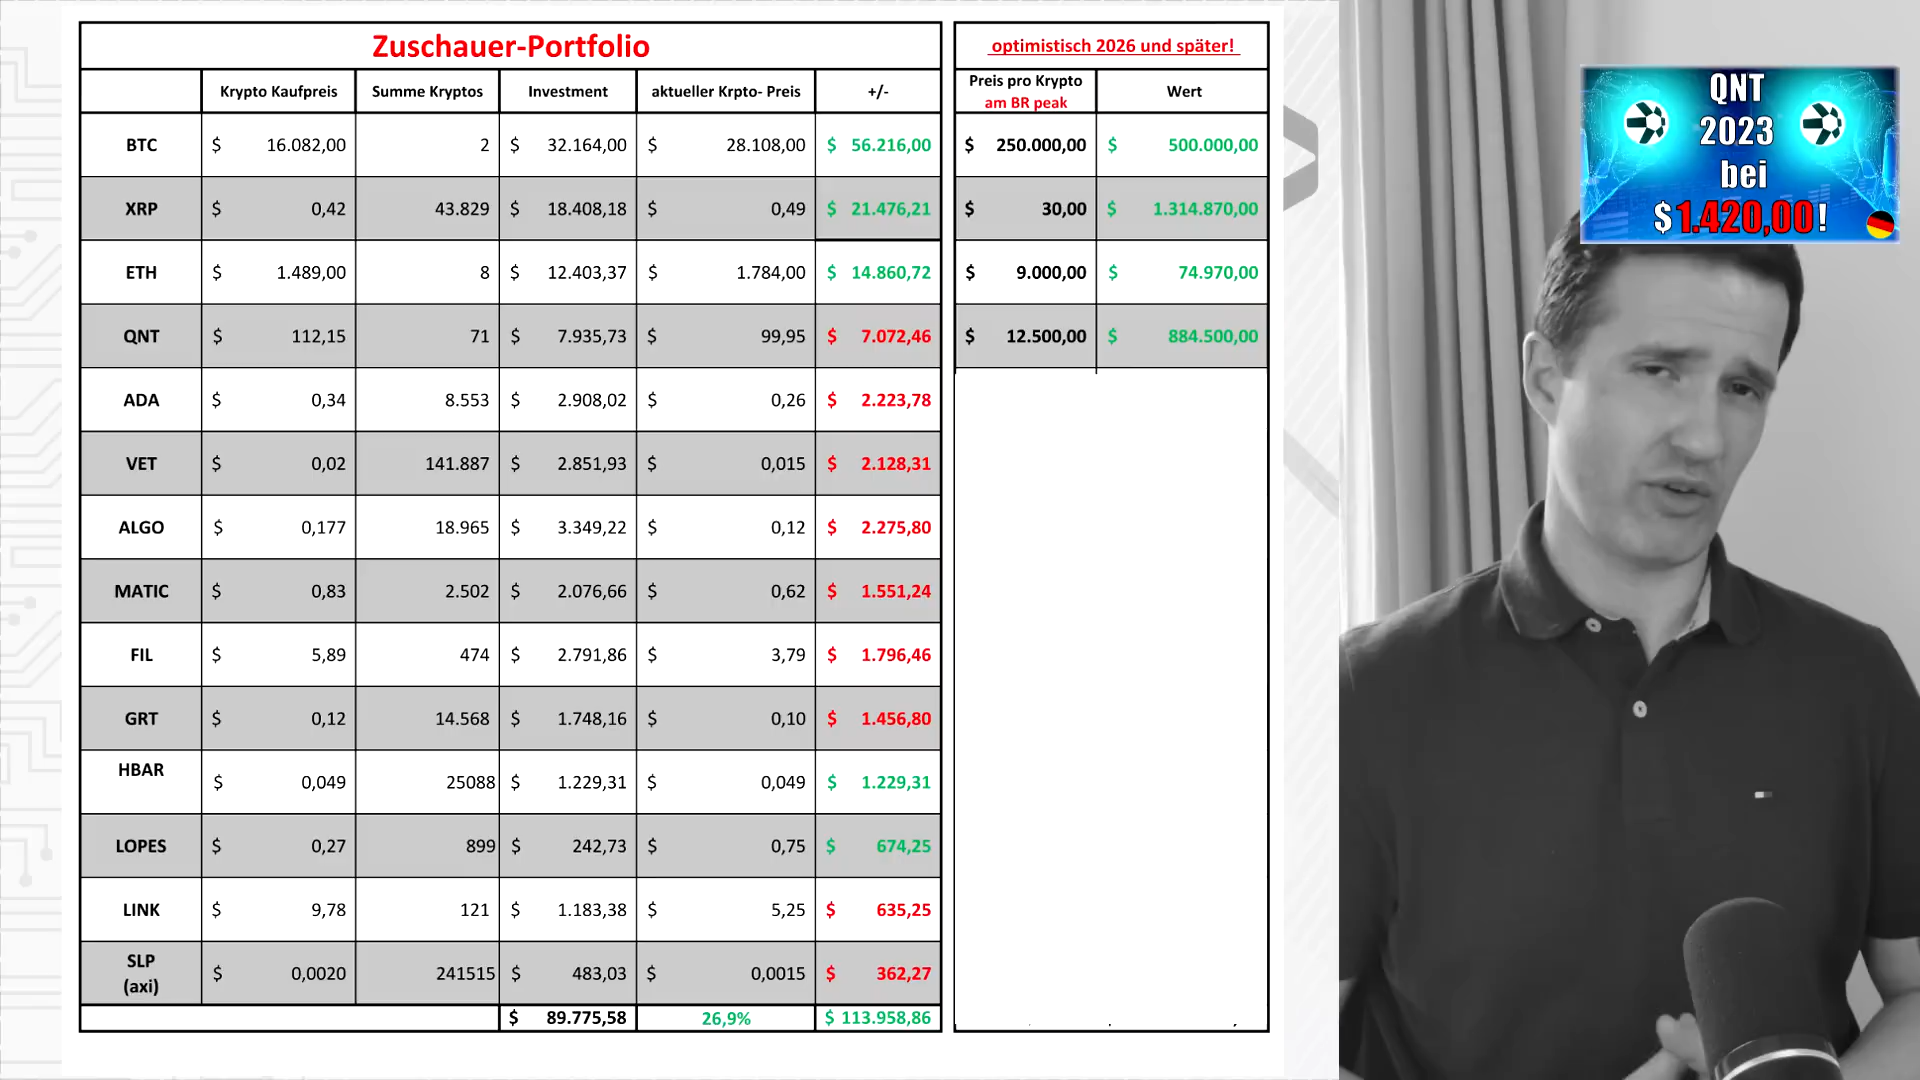 Zuschauer-Portfolio
Krypto Kaufpreis Summe Kryptos Investment aktueller Krpto- Preis +/-
BTC $ 16.082,00 2 $ 32.164,00 $ 28.108,00 $ 56.216,00
XRP $ 0,42 43.829 $ 18.408,18 $ 0,49 $ 21.476,21
ETH $ 1.489,00 8 $ 12.403,37 $ 1.784,00 $ 14.860,72
QNT $ 112,15 71 $ 7.935,73 $ 99,95 $ 7.072,46
ADA $ 0,34 8.553 $ 2.908,02 $ 0,26 $ 2.223,78
VET $ 0,02 141.887 $ 2.851,93 $ 0,015 $ 2.128,31
ALGO $ 0,177 18.965 $ 3.349,22 $ 0,12 $ 2.275,80
MATIC $ 0,83 2.502 $ 2.076,66 $ 0,62 $ 1.551,24
FIL $ 5,89 474 $ 2.791,86 $ 3,79 $ 1.796,46
GRT $ 0,12 14.568 $ 1.748,16 $ 0,10 $ 1.456,80
HBAR $ 0,049 25088 $ 1.229,31 $ 0,049 $ 1.229,31
LOPES $ 0,27 899 $ 242,73 $ 0,75 $ 674,25
LINK $ 9,78 121 $ 1.183,38 $ 5,25 $ 635,25
SLP
(axi) $ 0,0020 241515 $ 483,03 $ 0,0015 $ 362,27
$ 89.775,58 26,9% $ 113.958,86
optimistisch 2026 und später!
Preis pro Krypto
am BR peak
Wert
$ 250.000,00 $ 500.000,00
$ 30,00 $ 1.314.870,00
$ 9.000,00 $ 74.970,00
$ 12.500,00 $ 884.500,00
QNT
2023
bei
$1.420,00!